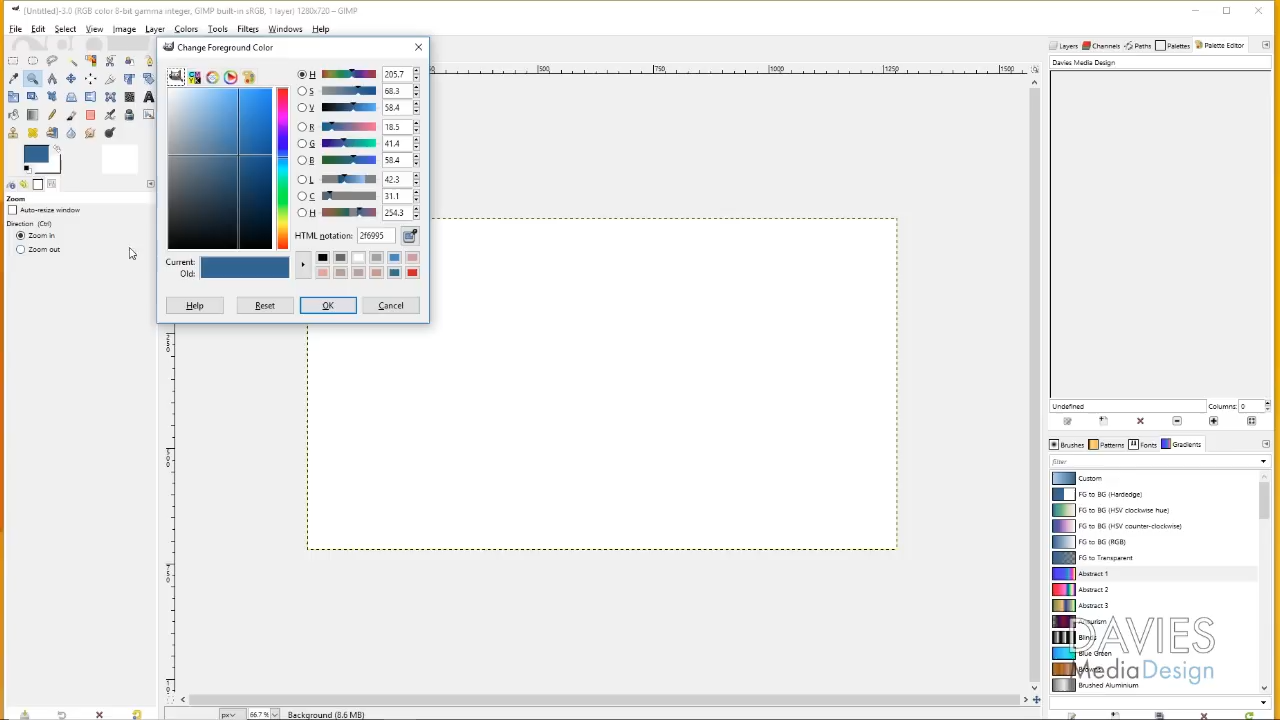 [Untitled]-3.0 (RGB color 8-bit gamma integer, GIMP built-in sRGB, 1 layer) 1280x720 – GIMP
File Edit Select View Image Layer Colors Tools Filters Windows Help
Change Foreground Color
Layers Channels Paths Palettes Palette Editor
Davies Media Design
500 750 1000 1250 1500
H 205.7
S 68.3
V 58.4
R 18.5
G 41.4
B 58.4
L 42.3
C 31.1
H 254.3
HTML notation: 2f6995
Current:
Old:
Help Reset OK Cancel
Zoom
Auto-resize window
Direction (Ctrl)
Zoom in
Zoom out
Undefined Columns: 0
Brushes Patterns Fonts Gradients
filter
Custom
FG to BG (Hardedge)
FG to BG (HSV clockwise hue)
FG to BG (HSV counter-clockwise)
FG to BG (RGB)
FG to Transparent
Abstract 1
Abstract 2
Abstract 3
Blue Green
Brushed Aluminium
DAVIES
MediaDesign
px 66.7 % Background (8.6 MB)